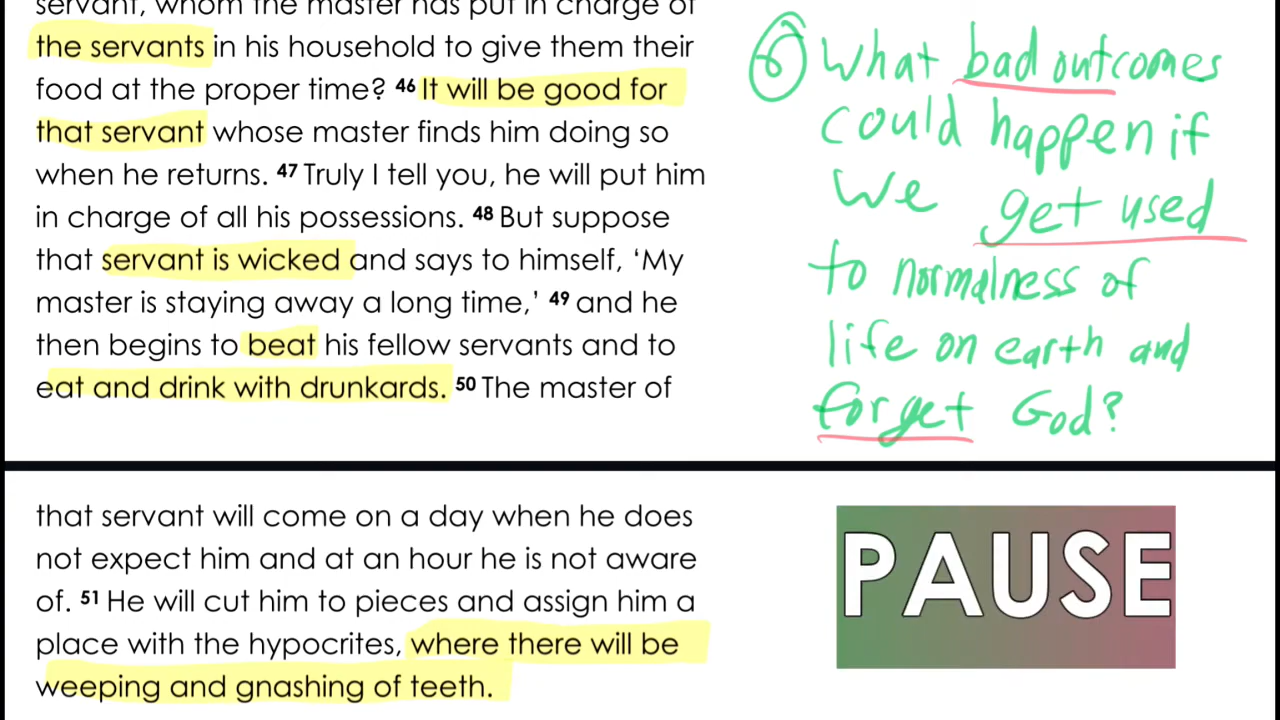 servant, whom the master has put in charge of
the servants in his household to give them their
food at the proper time? 46 It will be good for
that servant whose master finds him doing so
when he returns. 47 Truly I tell you, he will put him
in charge of all his possessions. 48 But suppose
that servant is wicked and says to himself, ‘My
master is staying away a long time,’ 49 and he
then begins to beat his fellow servants and to
eat and drink with drunkards. 50 The master of
that servant will come on a day when he does
not expect him and at an hour he is not aware
of. 51 He will cut him to pieces and assign him a
place with the hypocrites, where there will be
weeping and gnashing of teeth.
6 What bad outcomes
could happen if
we get used
to normalness of
life on earth and
forget God?
PAUSE